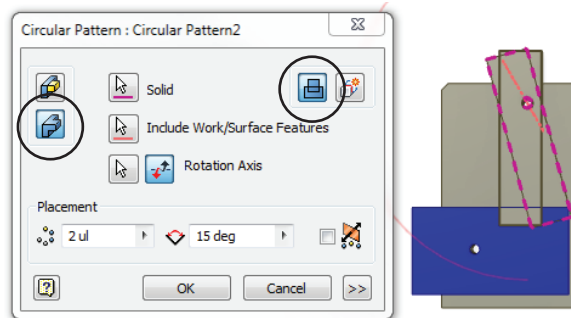 Circular Pattern : Circular Pattern2
Solid
Include Work/Surface Features
Rotation Axis
Placement
2 ul
15 deg
?
OK
Cancel
>>